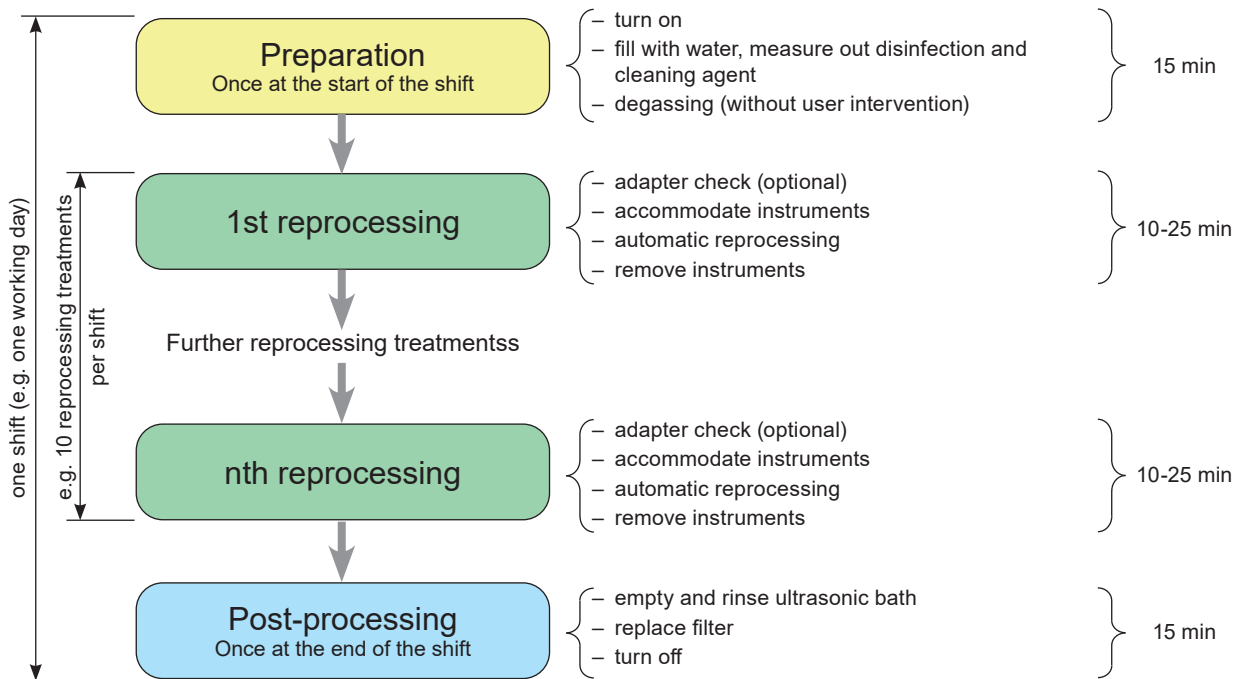 Preparation
Once at the start of the shift
– turn on
– fill with water, measure out disinfection and
cleaning agent
– degassing (without user intervention)
15 min
one shift (e.g. one working day)
e.g. 10 reprocessing treatments
per shift
1st reprocessing
– adapter check (optional)
– accommodate instruments
– automatic reprocessing
– remove instruments
10-25 min
Further reprocessing treatmentss
nth reprocessing
– adapter check (optional)
– accommodate instruments
– automatic reprocessing
– remove instruments
10-25 min
Post-processing
Once at the end of the shift
– empty and rinse ultrasonic bath
– replace filter
– turn off
15 min